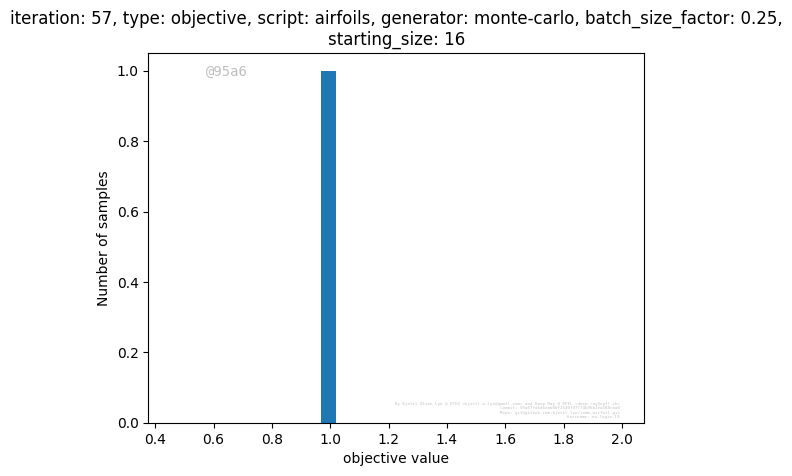 iteration: 57, type: objective, script: airfoils, generator: monte-carlo, batch_size_factor: 0.25,
starting_size: 16
@95a6
1.0
0.8
0.6
0.4
0.2
0.0
Number of samples
0.4 0.6 0.8 1.0 1.2 1.4 1.6 1.8 2.0
objective value